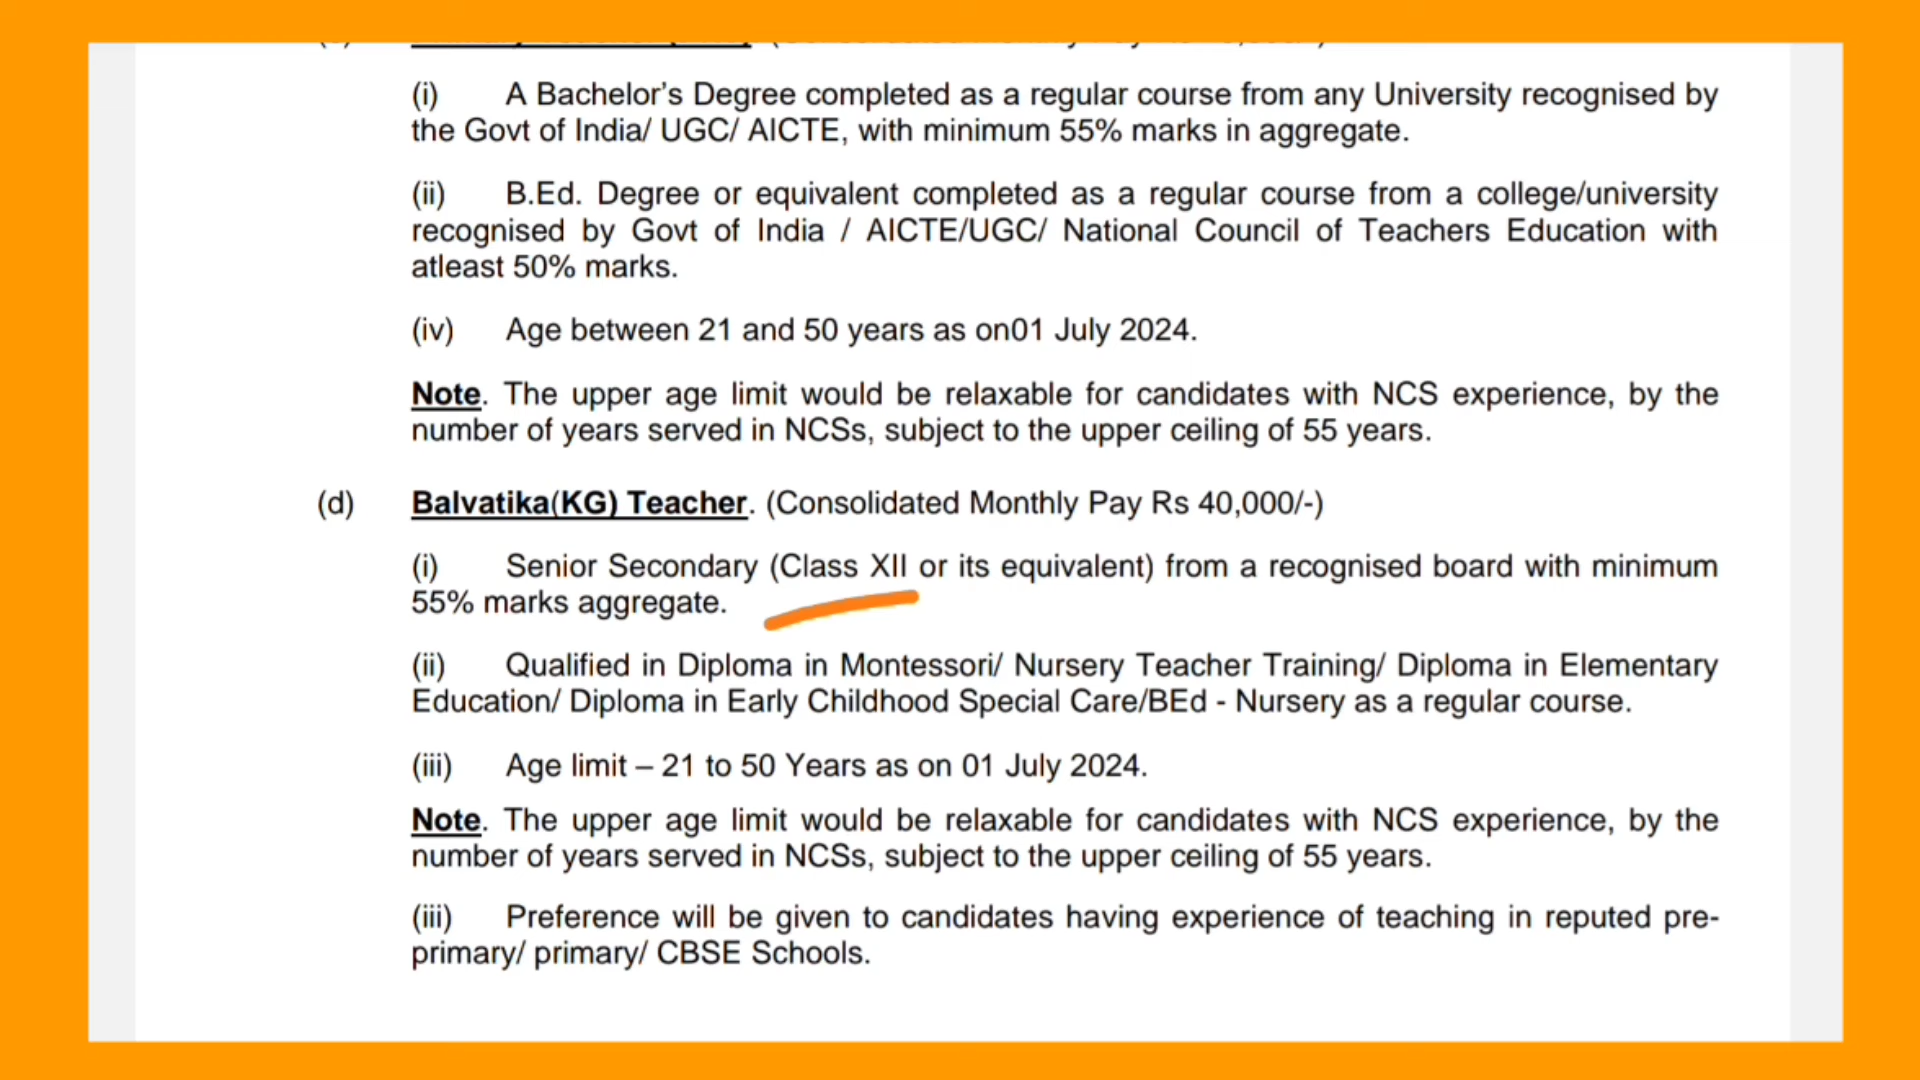 (i) A Bachelor’s Degree completed as a regular course from any University recognised by
the Govt of India/ UGC/ AICTE, with minimum 55% marks in aggregate.
(ii) B.Ed. Degree or equivalent completed as a regular course from a college/university
recognised by Govt of India / AICTE/UGC/ National Council of Teachers Education with
atleast 50% marks.
(iv) Age between 21 and 50 years as on01 July 2024.
Note. The upper age limit would be relaxable for candidates with NCS experience, by the
number of years served in NCSs, subject to the upper ceiling of 55 years.
(d) Balvatika(KG) Teacher. (Consolidated Monthly Pay Rs 40,000/-)
(i) Senior Secondary (Class XII or its equivalent) from a recognised board with minimum
55% marks aggregate.
(ii) Qualified in Diploma in Montessori/ Nursery Teacher Training/ Diploma in Elementary
Education/ Diploma in Early Childhood Special Care/BEd - Nursery as a regular course.
(iii) Age limit – 21 to 50 Years as on 01 July 2024.
Note. The upper age limit would be relaxable for candidates with NCS experience, by the
number of years served in NCSs, subject to the upper ceiling of 55 years.
(iii) Preference will be given to candidates having experience of teaching in reputed pre-
primary/ primary/ CBSE Schools.